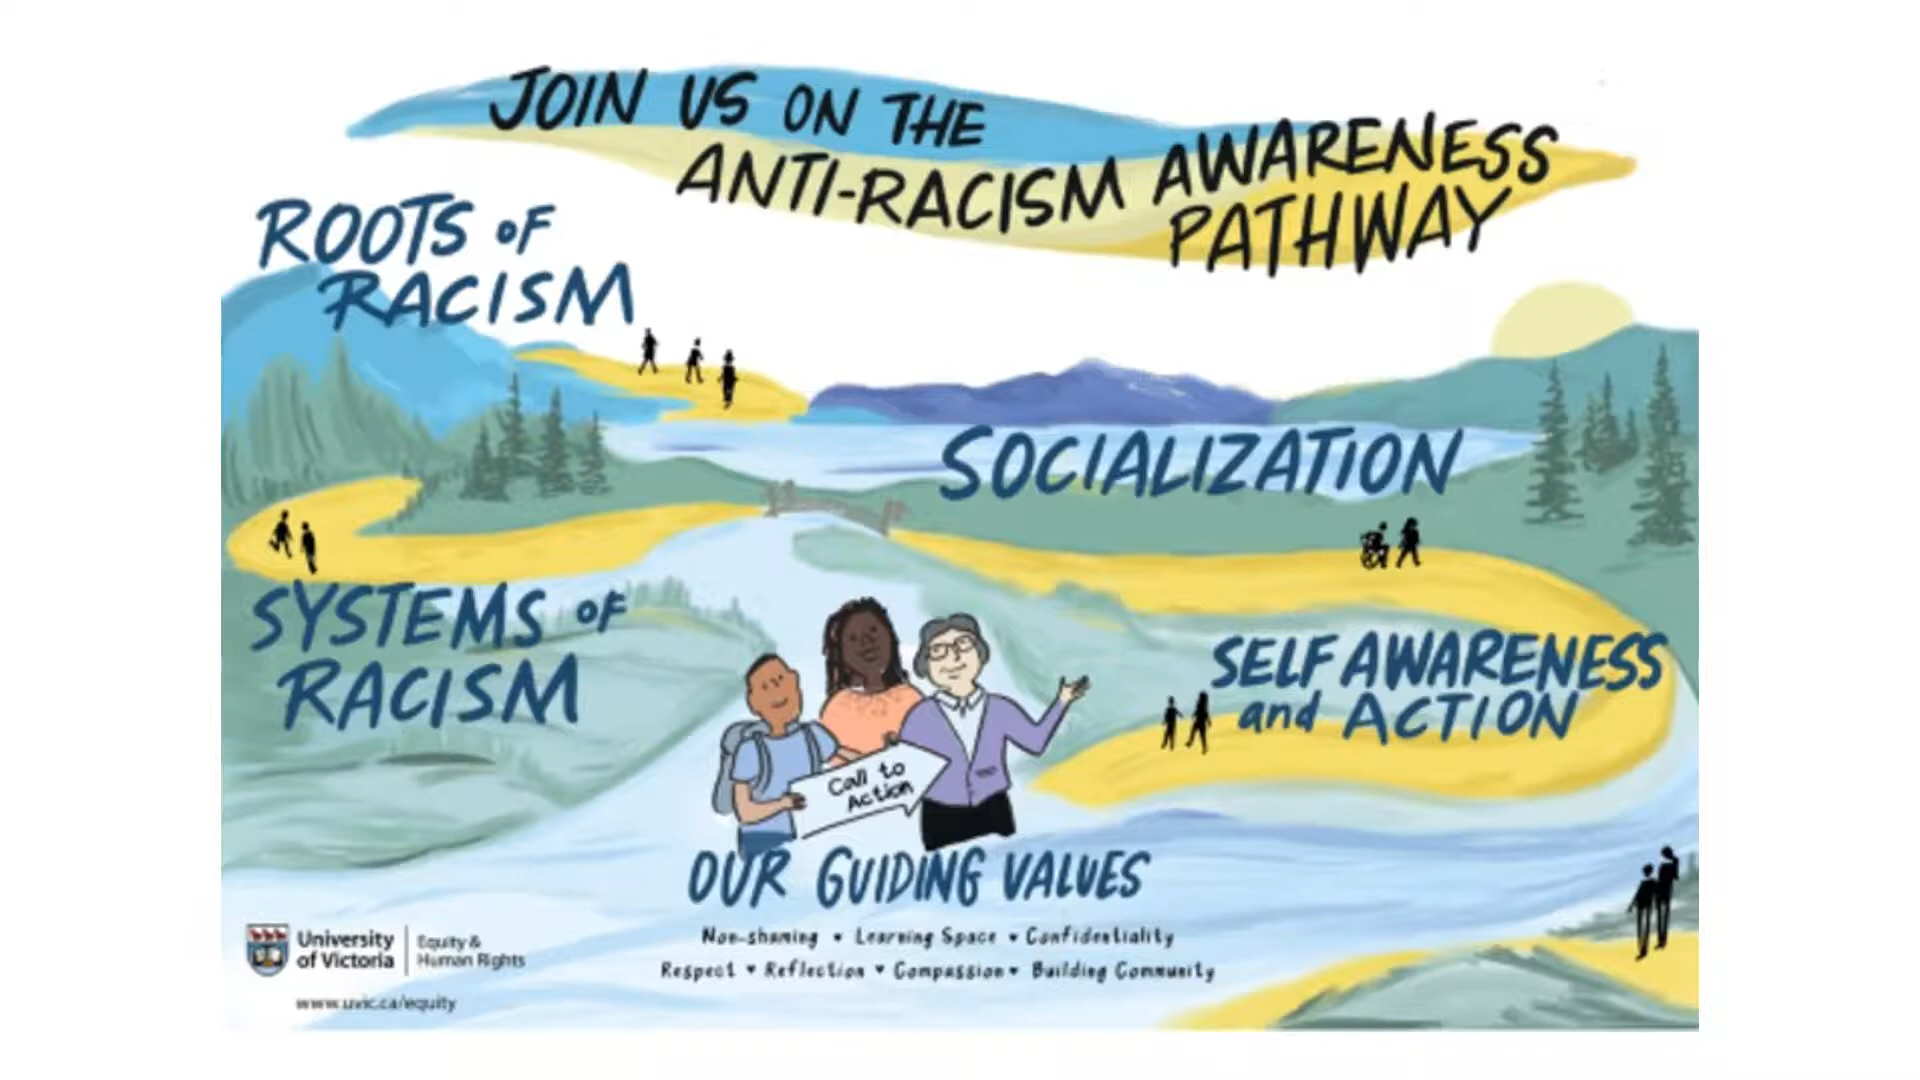 JOIN US ON THE
ANTI-RACISM AWARENESS
PATHWAY
ROOTS OF
RACISM
SOCIALIZATION
SYSTEMS OF
RACISM
SELF AWARENESS
and ACTION
Call to
Action
OUR GUIDING VALUES
Non-shaming • Learning Space • Confidentiality
Respect ♥ Reflection ♥ Compassion ♥ Building Community
University
of Victoria
Equity &
Human Rights
www.uvic.ca/equity